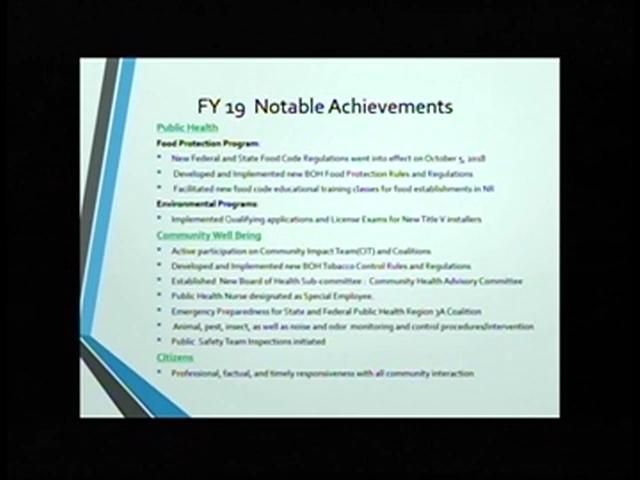 FY 19 Notable Achievements
Public Health
Food Protection Program:
New Federal and State Food Code Regulations went into effect on October 5, 2018
Developed and Implemented new BOH Food Protection Rules and Regulations
Facilitated new food code educational training classes for food establishments in NR
Environmental Programs:
Implemented Qualifying applications and License Exams for New Title V installers
Community Well Being
Active participation on Community Impact Team(CIT) and Coalitions
Developed and Implemented new BOH Tobacco Control Rules and Regulations
Established New Board of Health Sub-committee : Community Health Advisory Committee
Public Health Nurse designated as Special Employee.
Emergency Preparedness for State and Federal Public Health Region 3A Coalition
Animal, pest, insect, as well as noise and odor monitoring and control procedures/intervention
Public Safety Team Inspections initiated
Citizens
Professional, factual, and timely responsiveness with all community interaction